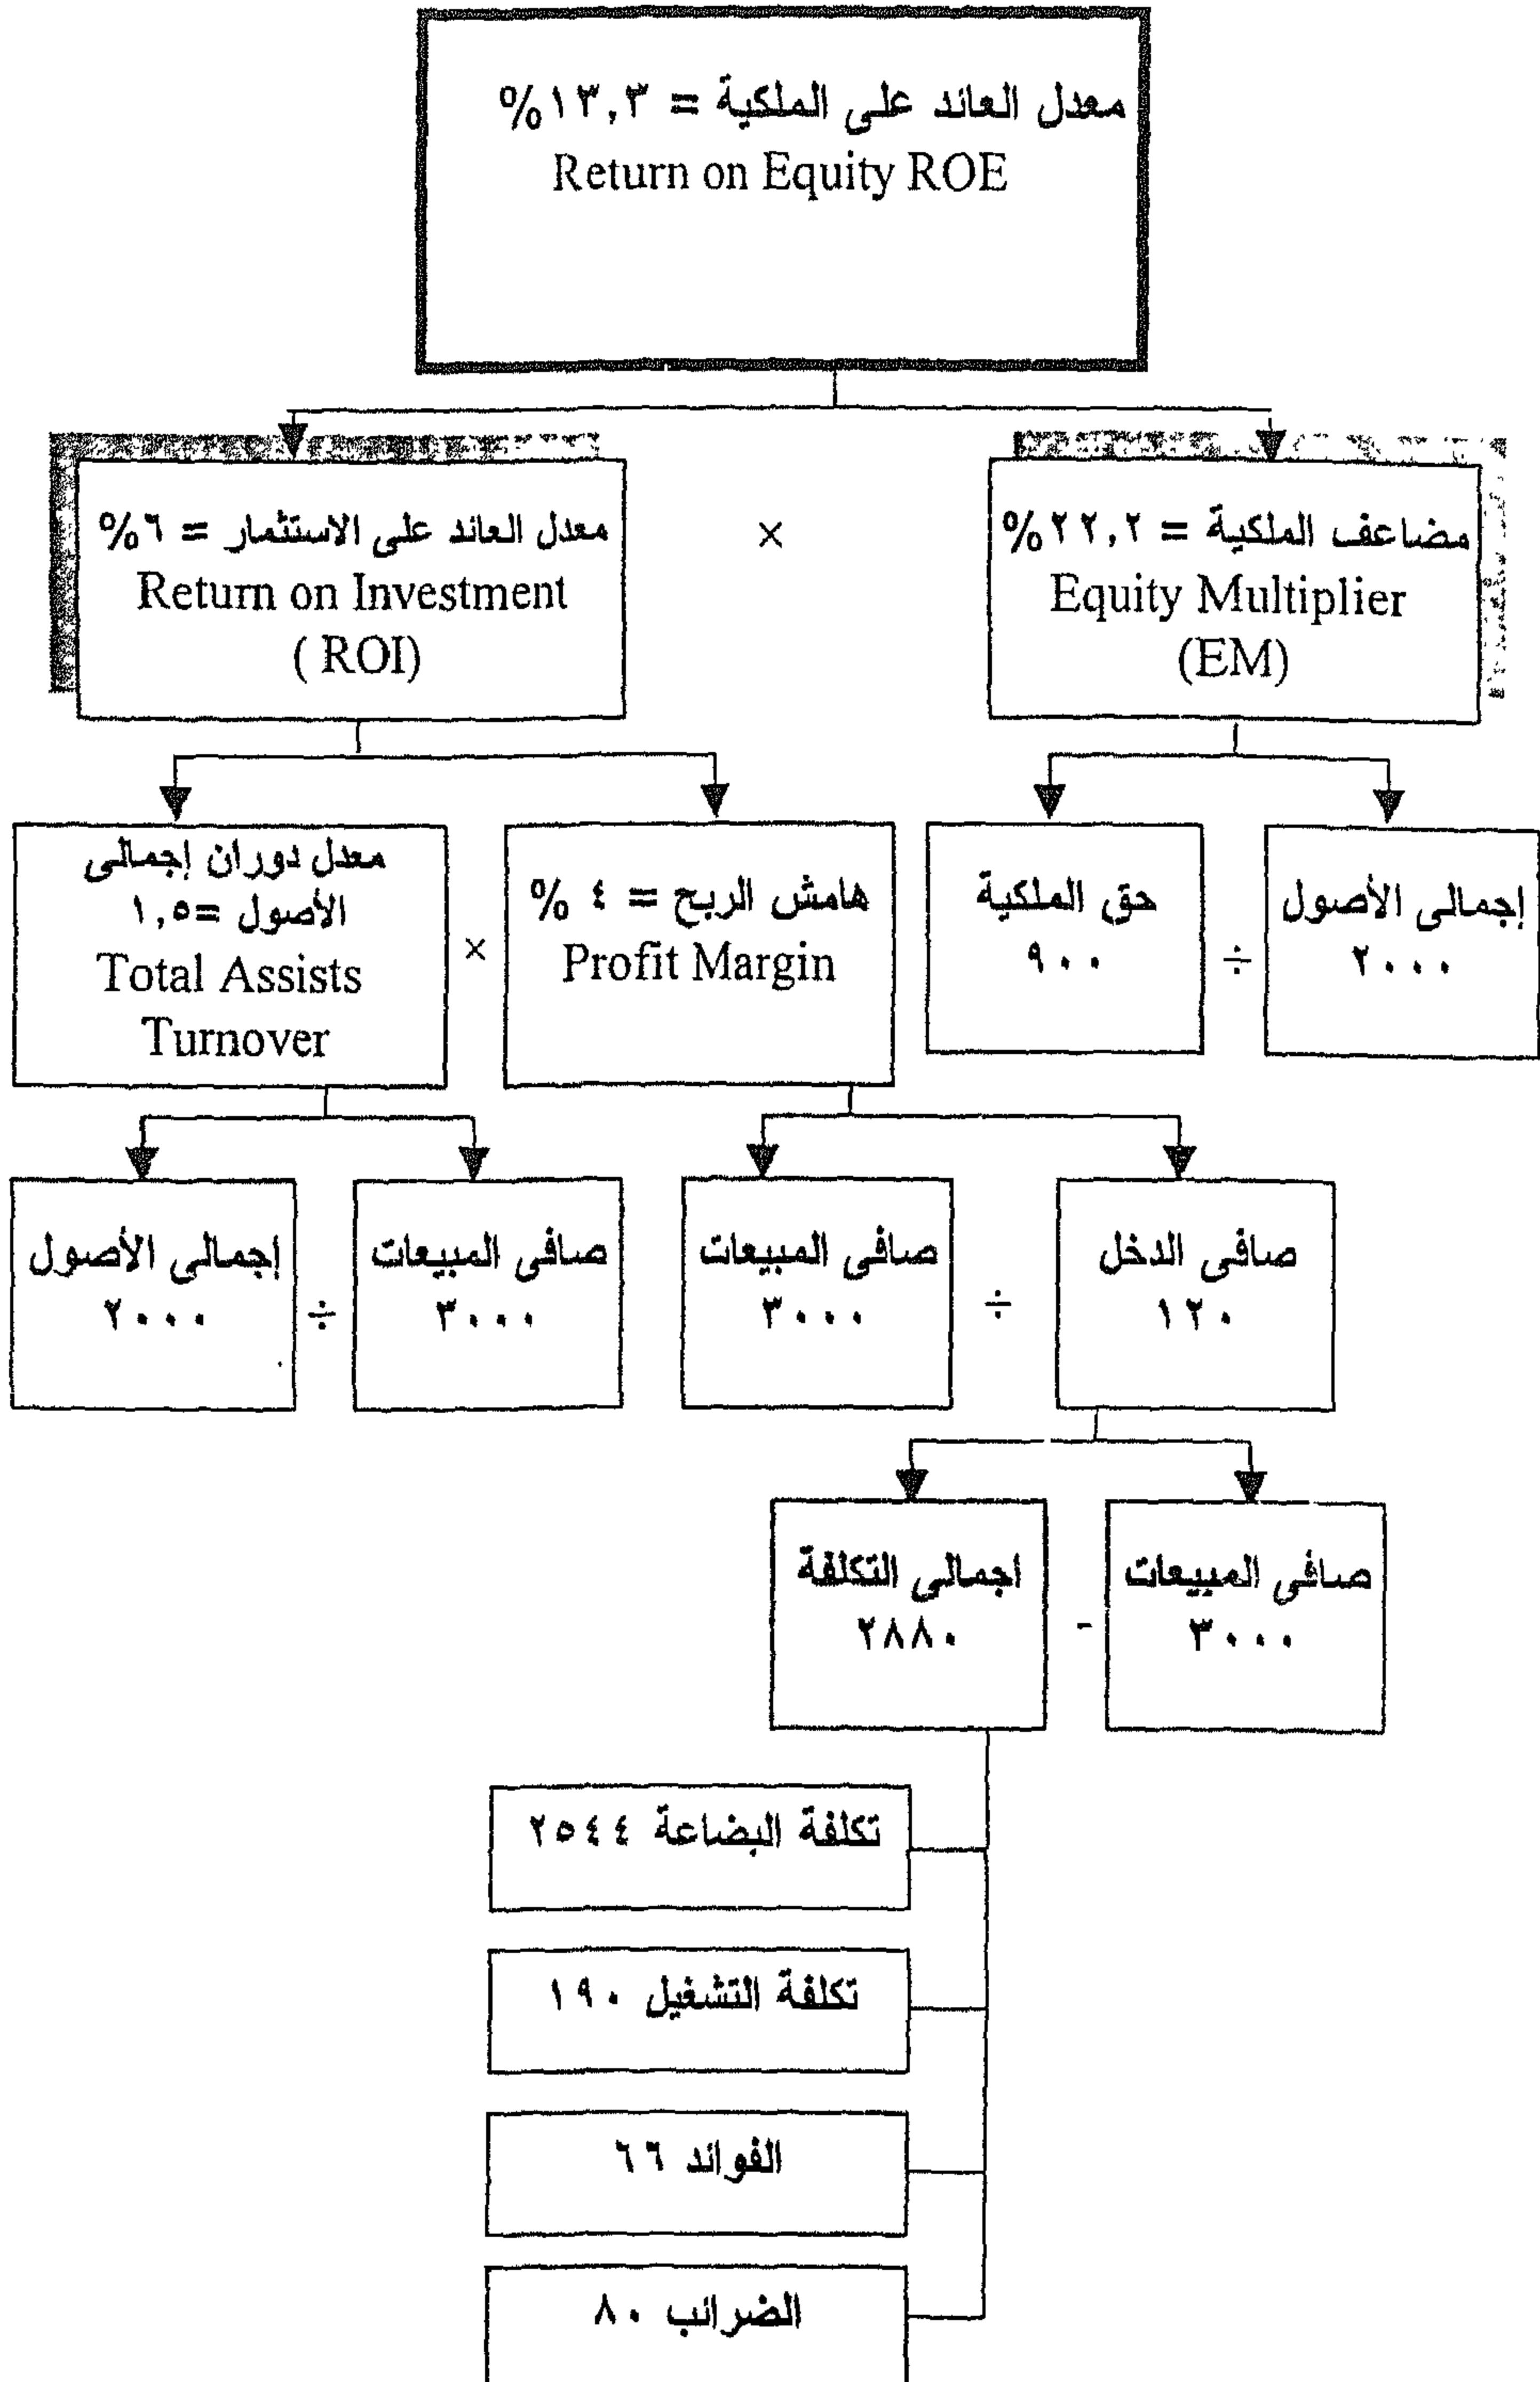 معدل العائد على الملكية = ١٣,٣%
Return on Equity ROE
معدل العائد على الاستثمار = ٦%
Return on Investment
( ROI)
×
مضاعف الملكية = ٢٢,٢%
Equity Multiplier
(EM)
معدل دوران إجمالى
الأصول =١,٥
Total Assists
Turnover
×
هامش الربح = ٤ %
Profit Margin
حق الملكية
٩٠٠
÷
إجمالى الأصول
٢٠٠٠
إجمالى الأصول
٢٠٠٠
÷
صافى المبيعات
٣٠٠٠
صافى المبيعات
٣٠٠٠
÷
صافى الدخل
١٢٠
اجمالى التكلفة
٢٨٨٠
-
صافى المبيعات
٣٠٠٠
تكلفة البضاعة ٢٥٤٤
تكلفة التشغيل ١٩٠
الفوائد ٦٦
الضرائب ٨٠